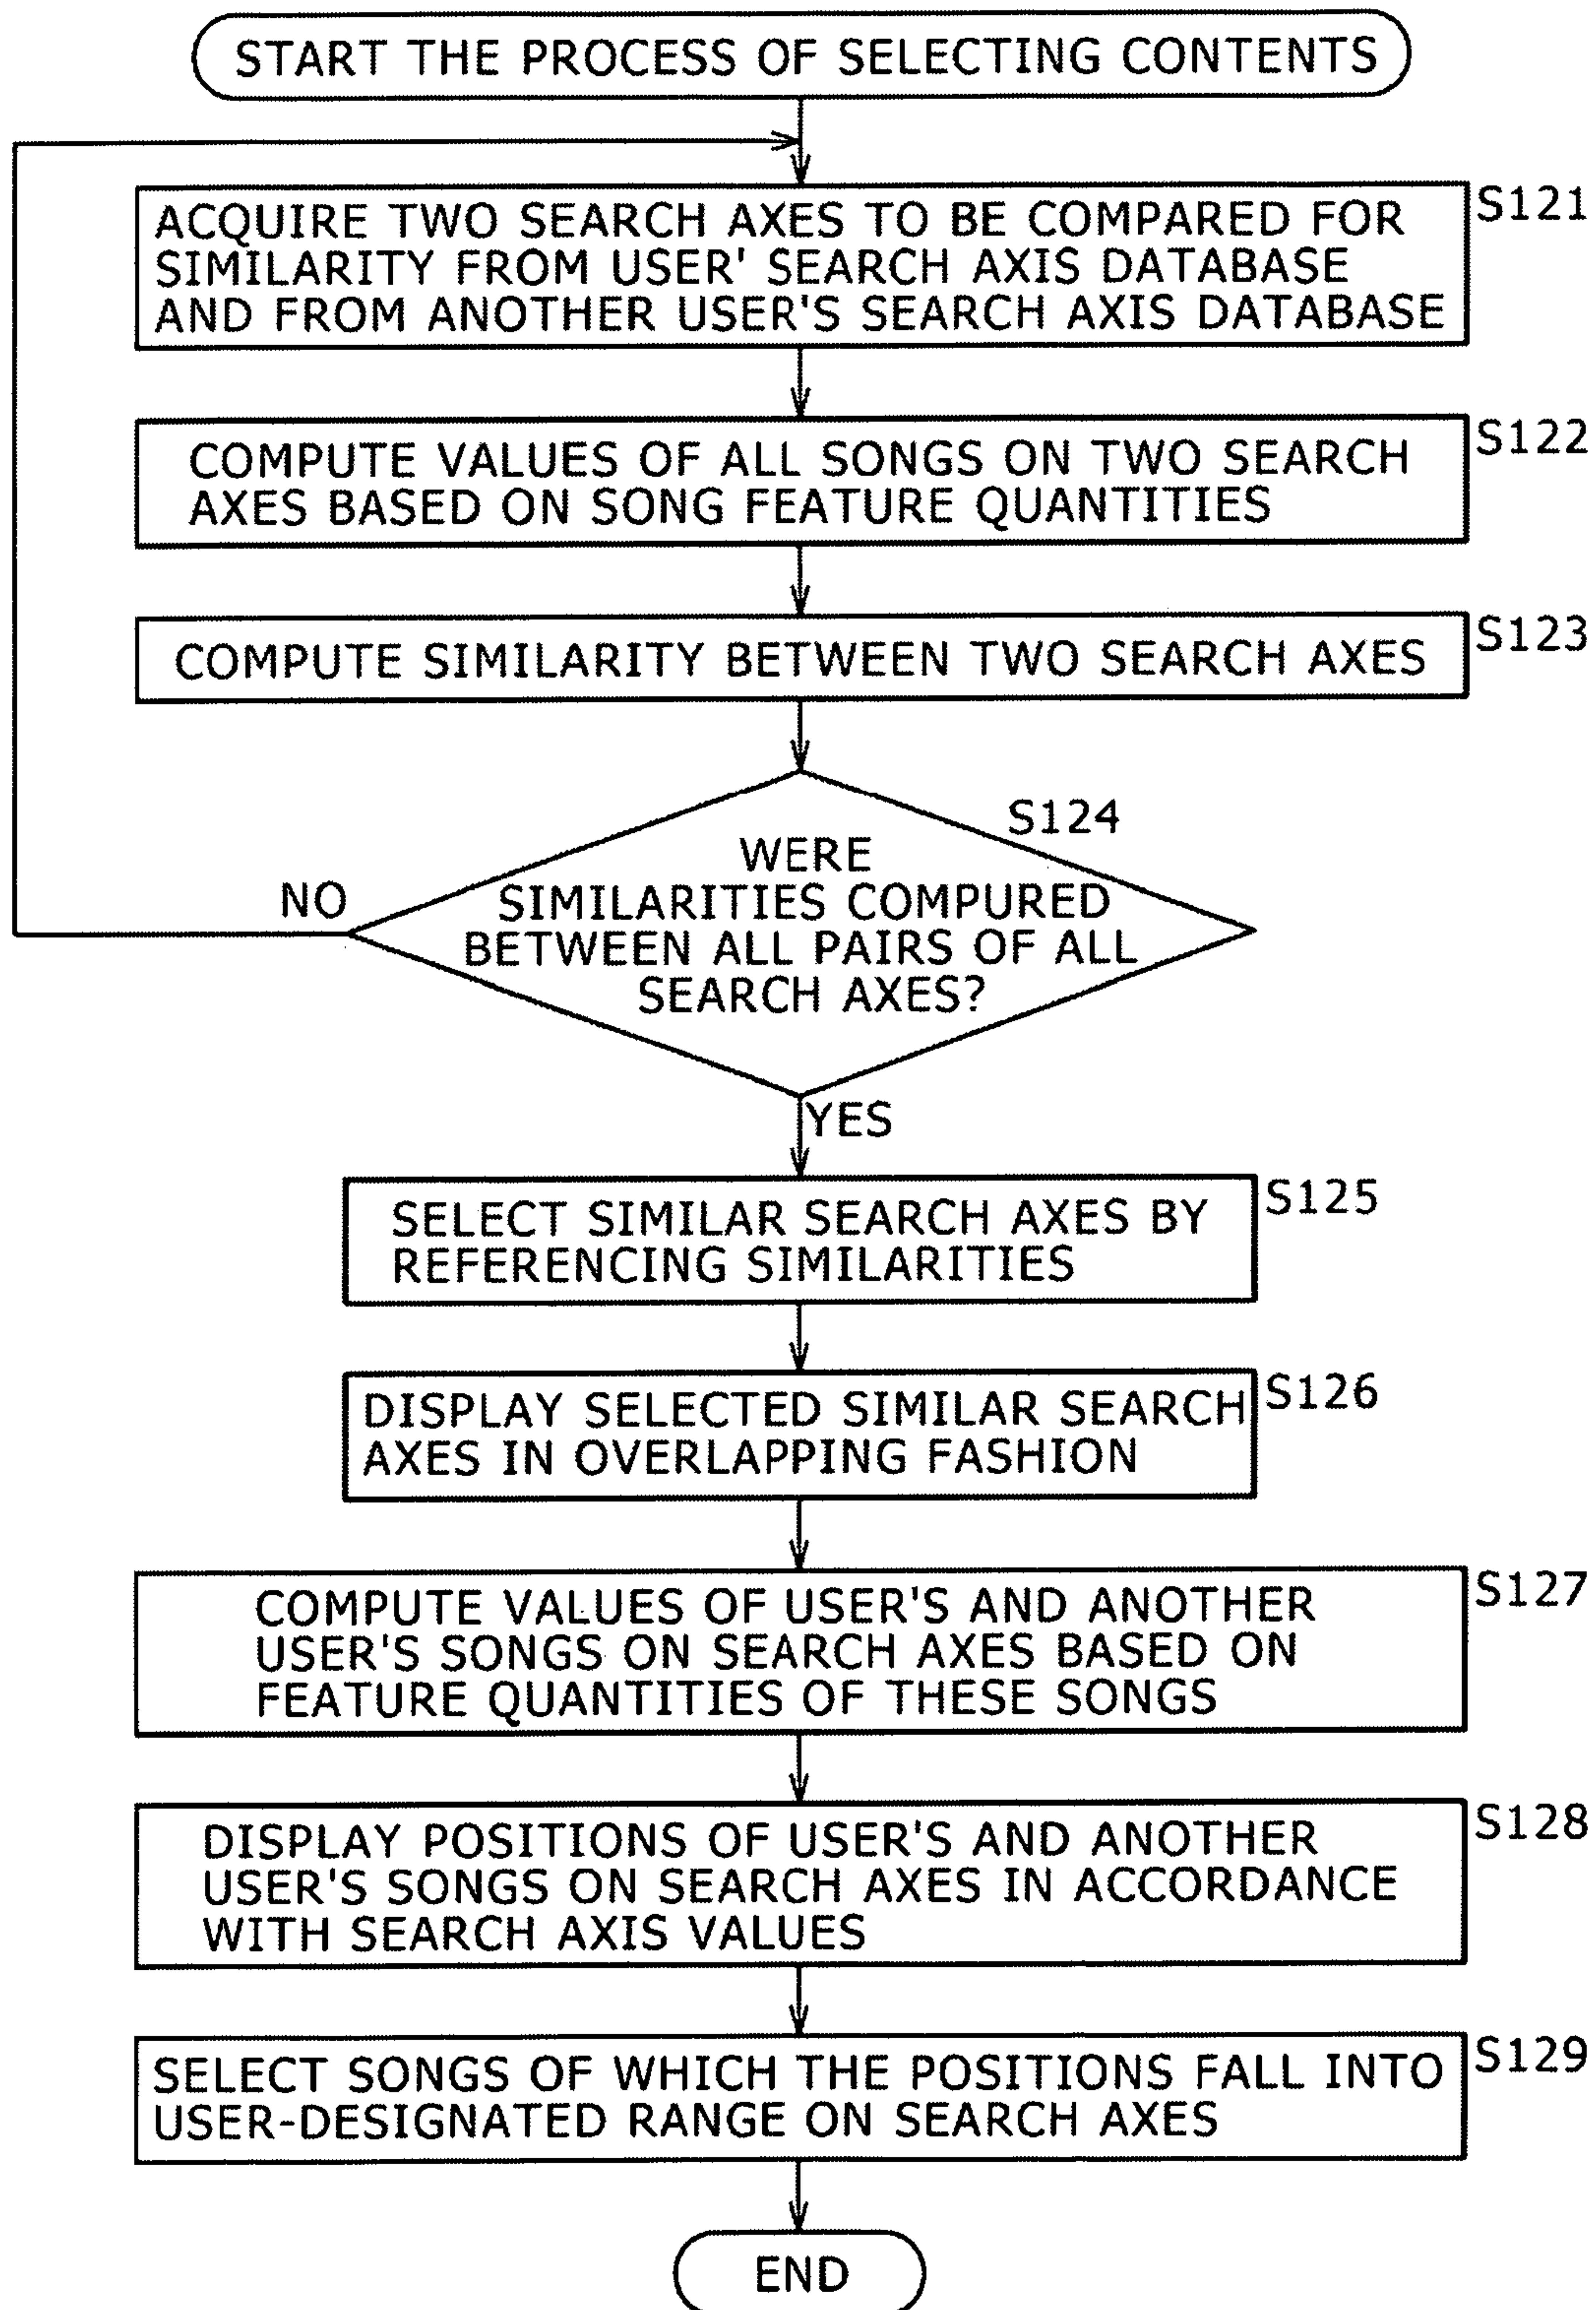 START THE PROCESS OF SELECTING CONTENTS
ACQUIRE TWO SEARCH AXES TO BE COMPARED FOR
SIMILARITY FROM USER' SEARCH AXIS DATABASE
AND FROM ANOTHER USER'S SEARCH AXIS DATABASE
S121
COMPUTE VALUES OF ALL SONGS ON TWO SEARCH
AXES BASED ON SONG FEATURE QUANTITIES
S122
COMPUTE SIMILARITY BETWEEN TWO SEARCH AXES
S123
S124
WERE
SIMILARITIES COMPURED
BETWEEN ALL PAIRS OF ALL
SEARCH AXES?
NO
YES
SELECT SIMILAR SEARCH AXES BY
REFERENCING SIMILARITIES
S125
DISPLAY SELECTED SIMILAR SEARCH
AXES IN OVERLAPPING FASHION
S126
COMPUTE VALUES OF USER'S AND ANOTHER
USER'S SONGS ON SEARCH AXES BASED ON
FEATURE QUANTITIES OF THESE SONGS
S127
DISPLAY POSITIONS OF USER'S AND ANOTHER
USER'S SONGS ON SEARCH AXES IN ACCORDANCE
WITH SEARCH AXIS VALUES
S128
SELECT SONGS OF WHICH THE POSITIONS FALL INTO
USER-DESIGNATED RANGE ON SEARCH AXES
S129
END